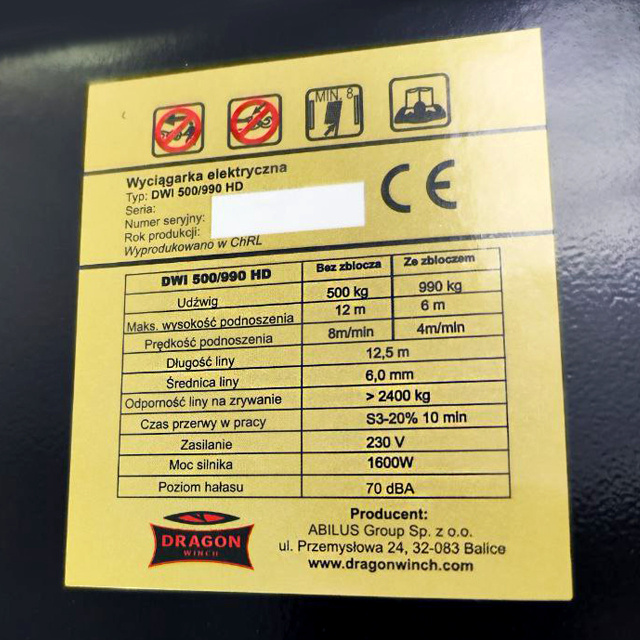 MIN. 8
Wyciągarka elektryczna
Typ: DWI 500/990 HD
Seria:
Numer seryjny:
Rok produkcji:
Wyprodukowano w ChRL
CE
DWI 500/990 HD Bez zblocza Ze zbloczem
Udźwig 500 kg 990 kg
Maks. wysokość podnoszenia 12 m 6 m
Prędkość podnoszenia 8m/min 4m/min
Długość liny 12,5 m
Średnica liny 6,0 mm
Odporność liny na zrywanie > 2400 kg
Czas przerwy w pracy S3-20% 10 min
Zasilanie 230 V
Moc silnika 1600W
Poziom hałasu 70 dBA
DRAGON
WINCH
Producent:
ABILUS Group Sp. z o.o.
ul. Przemysłowa 24, 32-083 Balice
www.dragonwinch.com